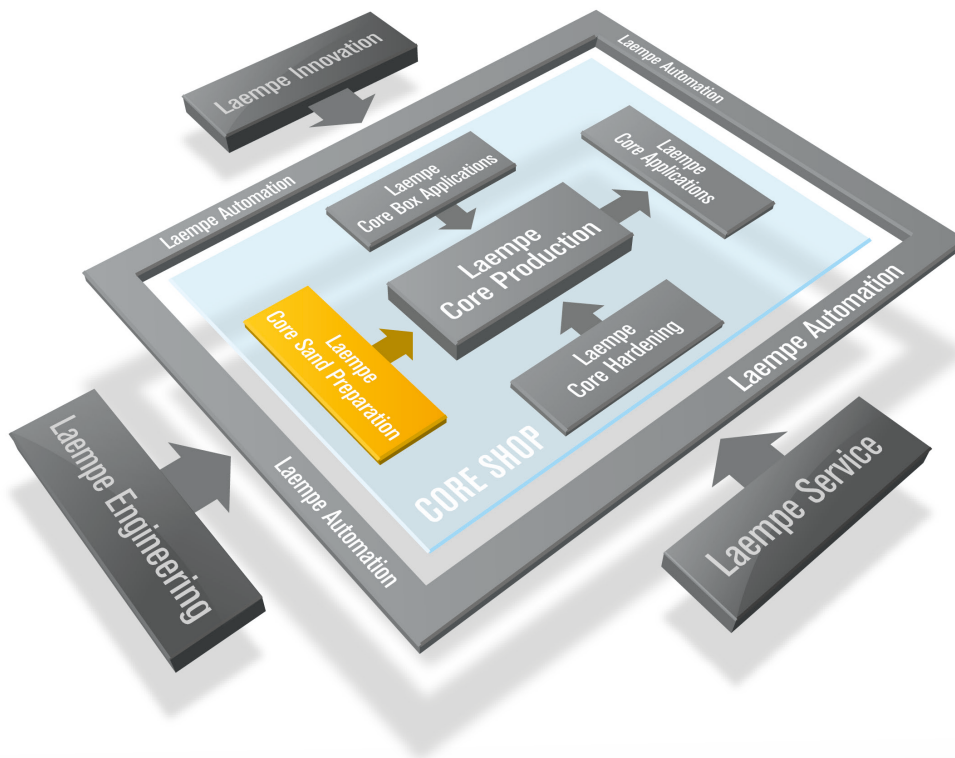 Laempe Innovation
Laempe Automation
Laempe Automation
Laempe
Core Box Applications
Laempe
Core Applications
Laempe
Core Production
Laempe
Core Sand Preparation
Laempe
Core Hardening
Laempe Automation
CORE SHOP
Laempe Automation
Laempe Engineering
Laempe Service